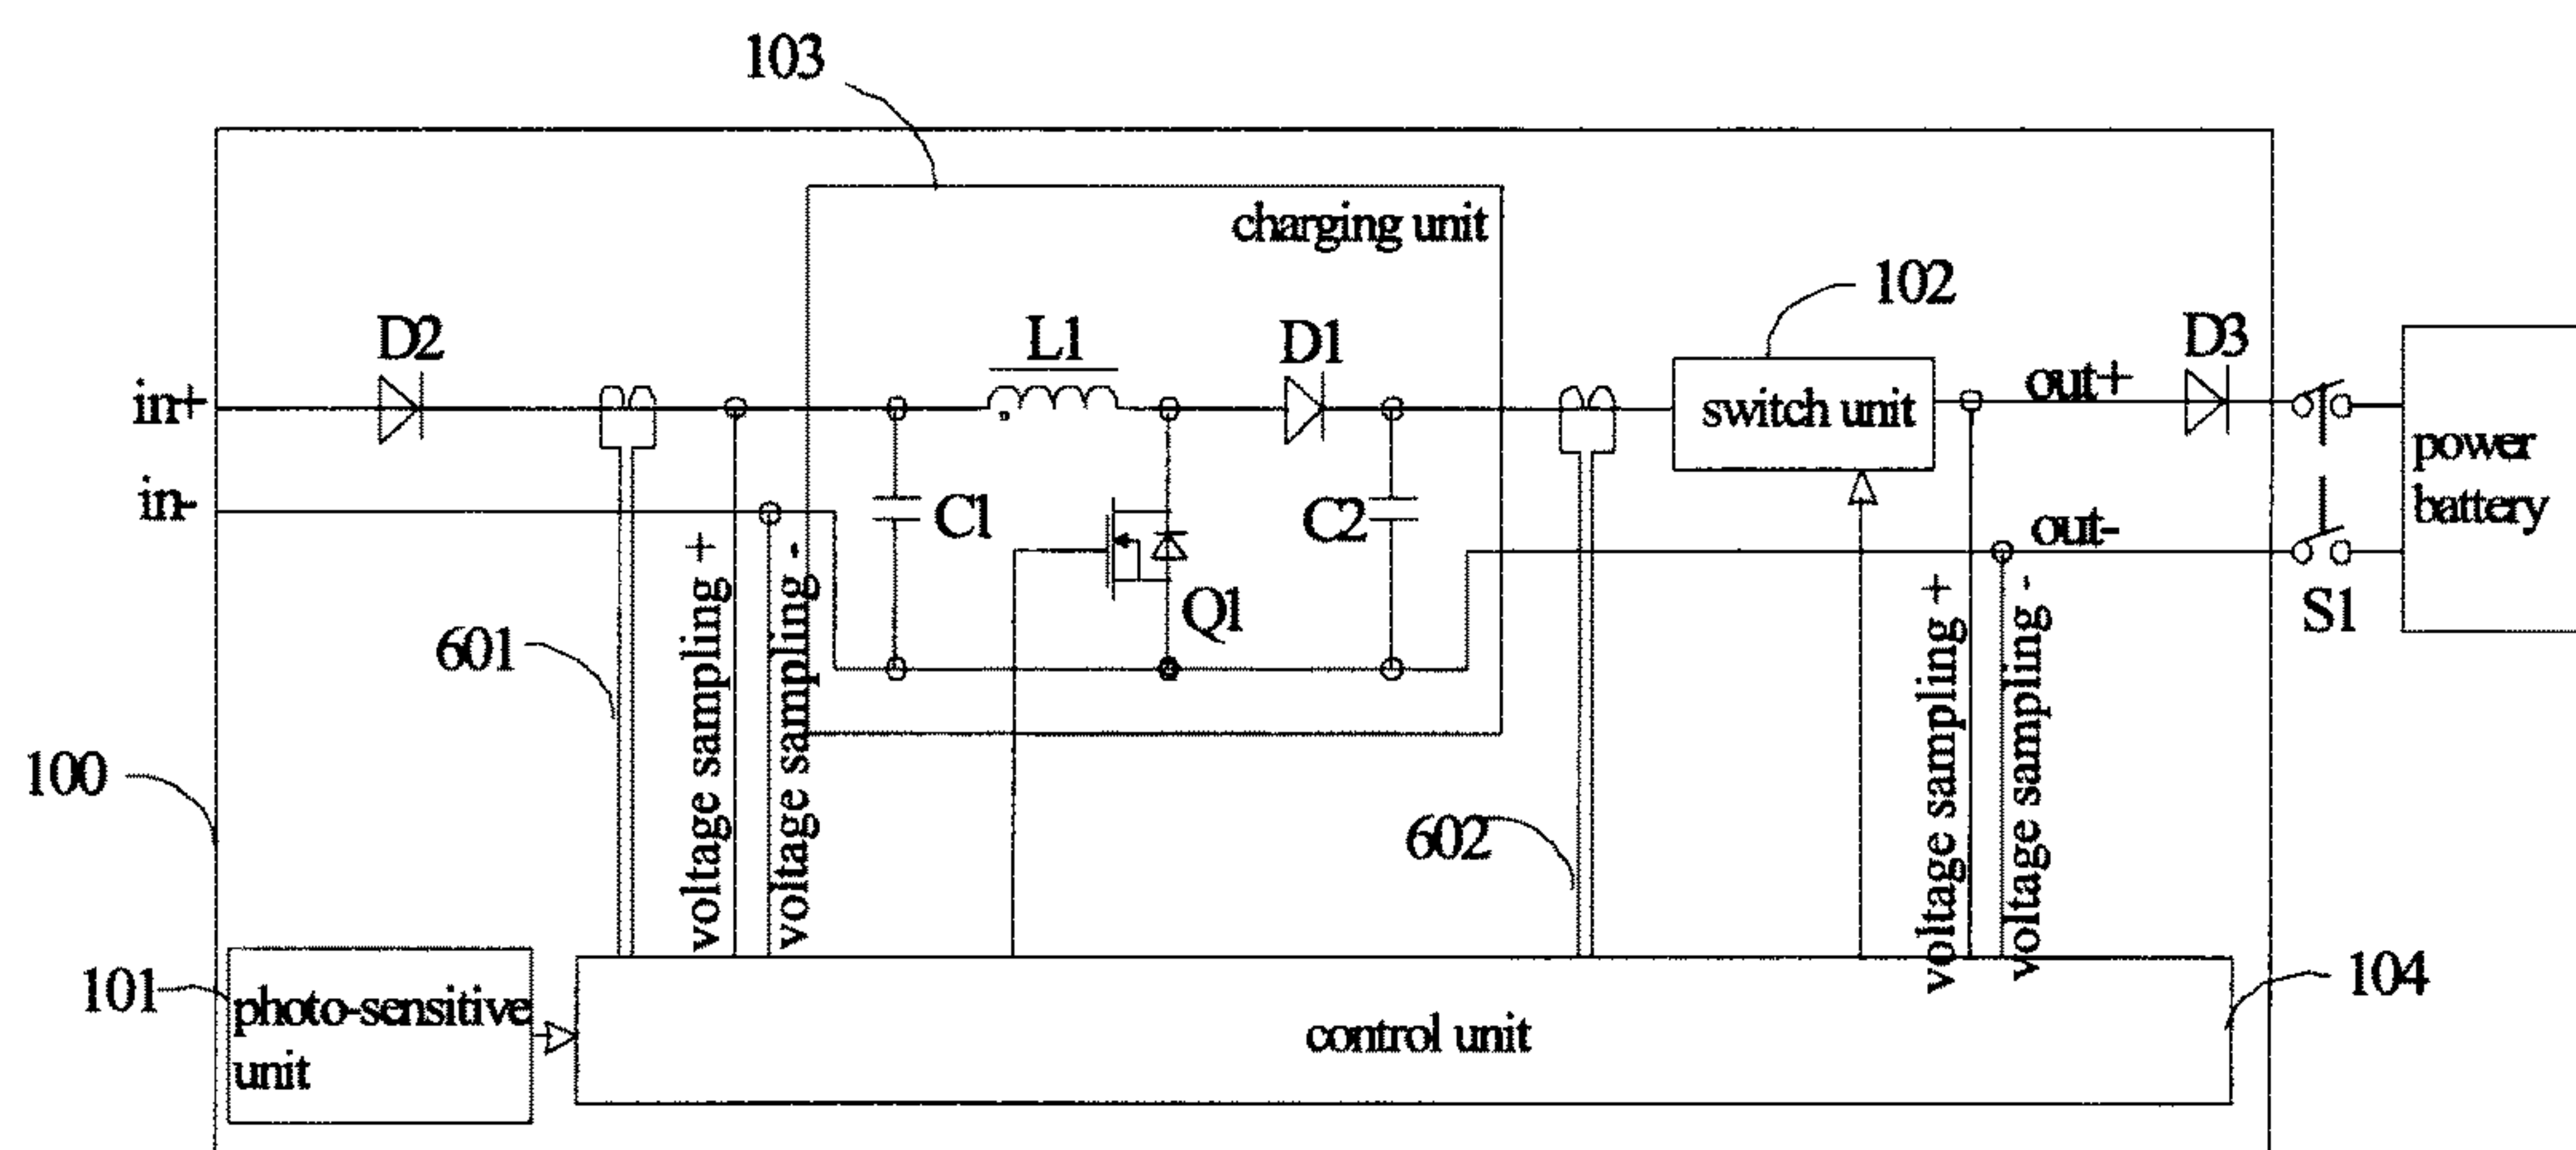 103
charging unit
102
D2
L1
D1
D3
in+
switch unit
out+
power
battery
in-
C1
C2
out-
Q1
S1
voltage sampling +
voltage sampling -
voltage sampling +
voltage sampling -
601
602
100
101
photo-sensitive
unit
control unit
104